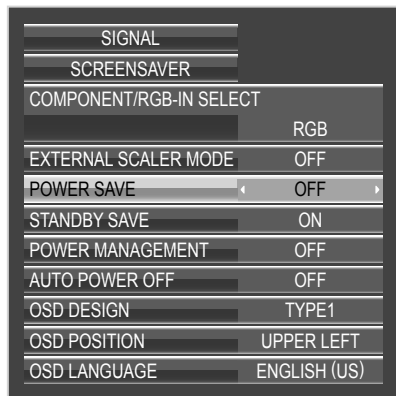 SIGNAL
SCREENSAVER
COMPONENT/RGB-IN SELECT
RGB
EXTERNAL SCALER MODE OFF
POWER SAVE OFF
STANDBY SAVE ON
POWER MANAGEMENT OFF
AUTO POWER OFF OFF
OSD DESIGN TYPE1
OSD POSITION UPPER LEFT
OSD LANGUAGE ENGLISH (US)